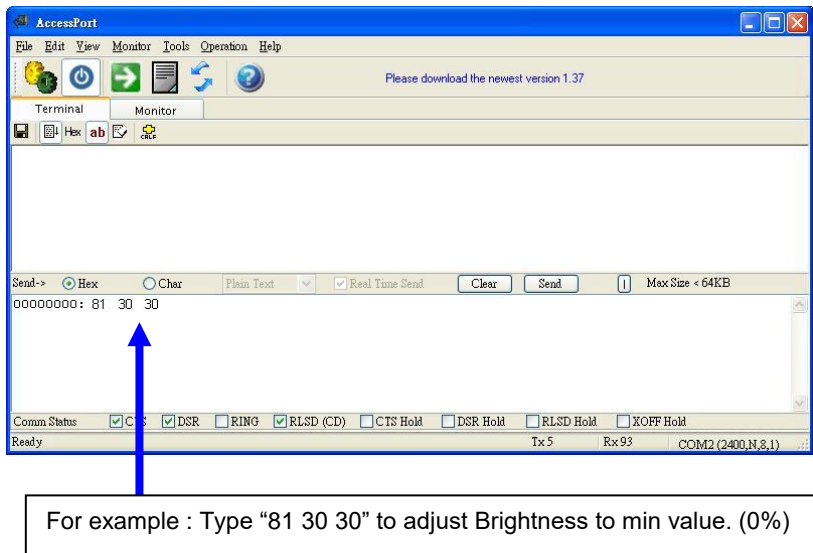 AccessPort
File Edit View Monitor Tools Operation Help
Please download the newest version 1.37
Terminal Monitor
Hex ab CRLF
Send-> Hex Char Plain Text Real Time Send Clear Send Max Size < 64KB
00000000: 81 30 30
Comm Status CTS DSR RING RLSD (CD) CTS Hold DSR Hold RLSD Hold XOFF Hold
Ready Tx 5 Rx 93 COM2 (2400,N,8,1)
For example : Type “81 30 30” to adjust Brightness to min value. (0%)